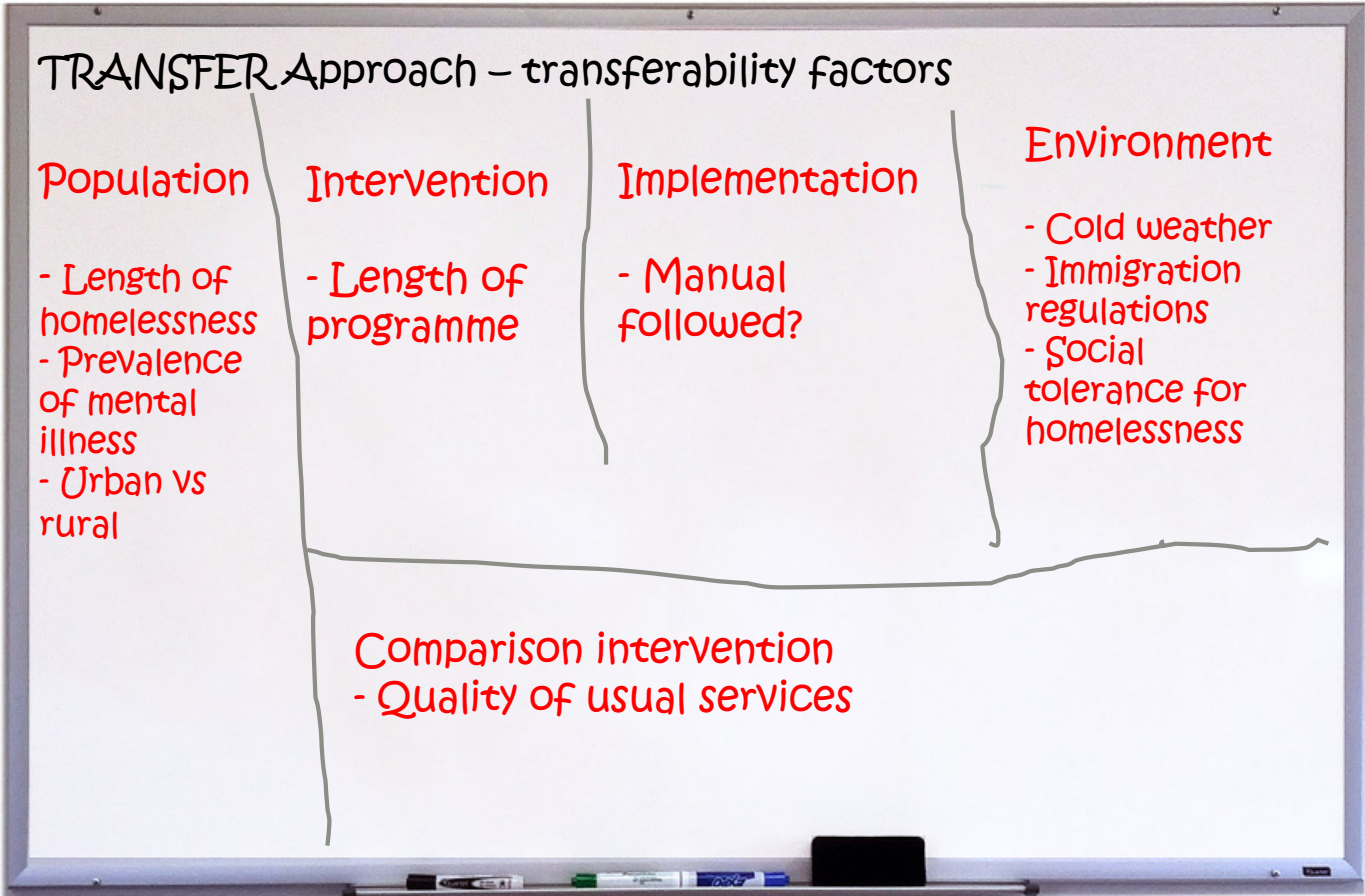 TRANSFER Approach – transferability factors
Population
- Length of
homelessness
- Prevalence
of mental
illness
- Urban vs
rural
Intervention
- Length of
programme
Implementation
- Manual
followed?
Environment
- Cold weather
- Immigration
regulations
- Social
tolerance for
homelessness
Comparison intervention
- Quality of usual services